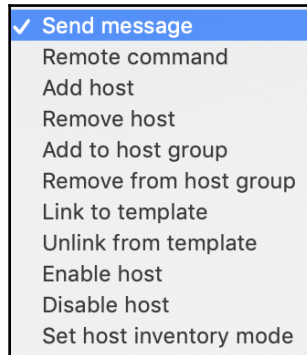 Send message
Remote command
Add host
Remove host
Add to host group
Remove from host group
Link to template
Unlink from template
Enable host
Disable host
Set host inventory mode